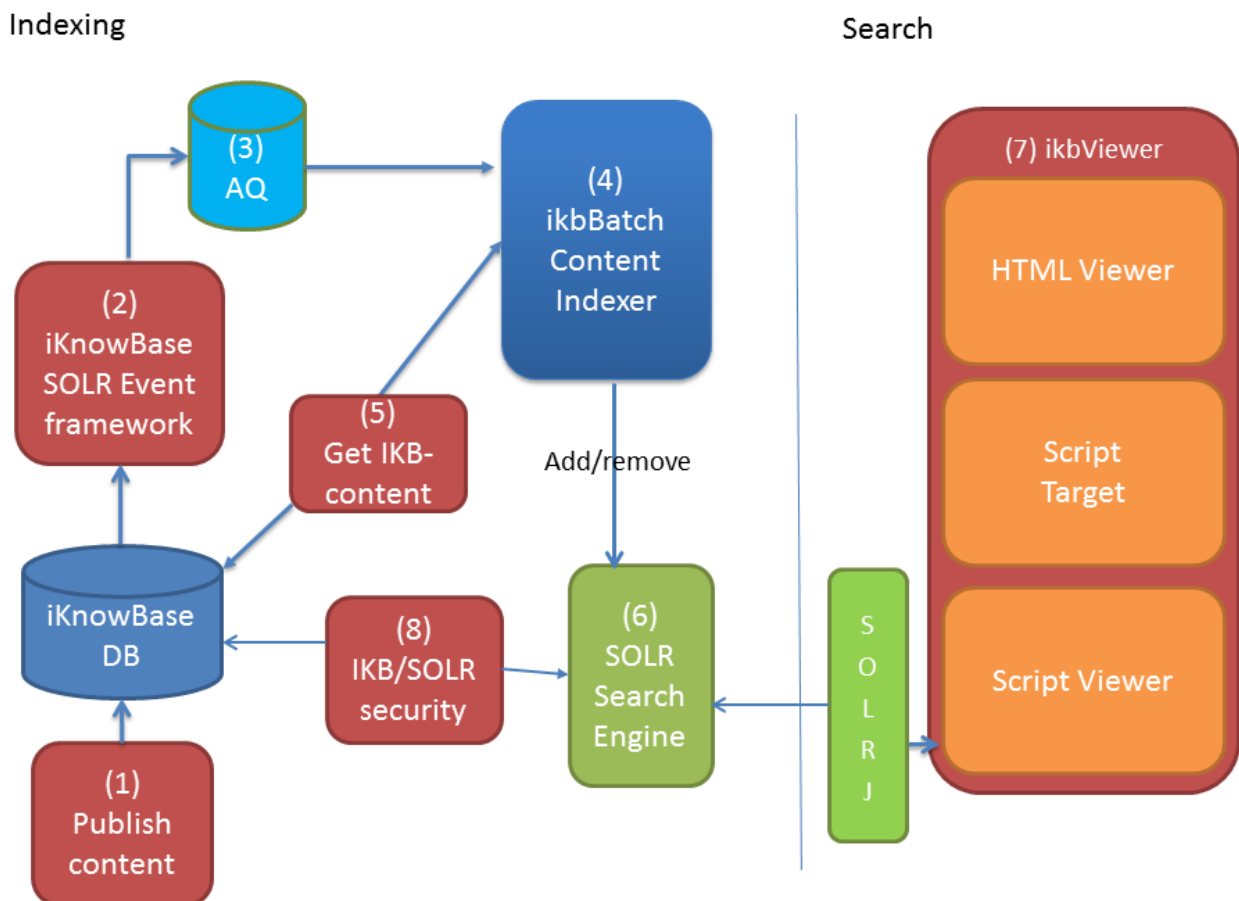 Indexing
Search
(3)
AQ
(4)
ikbBatch
Content
Indexer
(7) ikbViewer
HTML Viewer
(2)
iKnowBase
SOLR Event
framework
(5)
Get IKB-
content
Add/remove
Script
Target
iKnowBase
DB
(8)
IKB/SOLR
security
(6)
SOLR
Search
Engine
S
O
L
R
J
Script Viewer
(1)
Publish
content